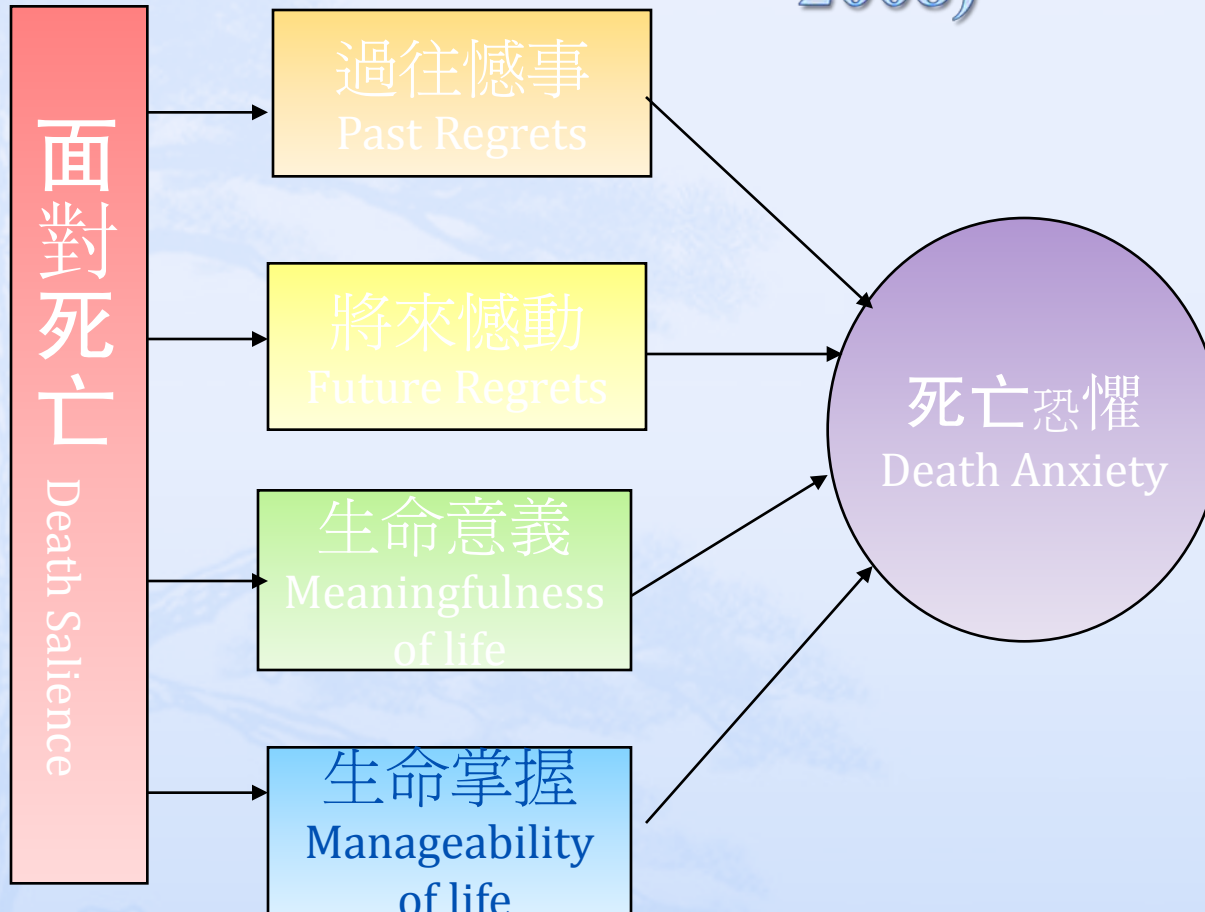 2008)
面對死亡 Death Salience
過往憾事
Past Regrets
將來憾動
Future Regrets
生命意義
Meaningfulness
of life
生命掌握
Manageability
of life
死亡恐懼
Death Anxiety